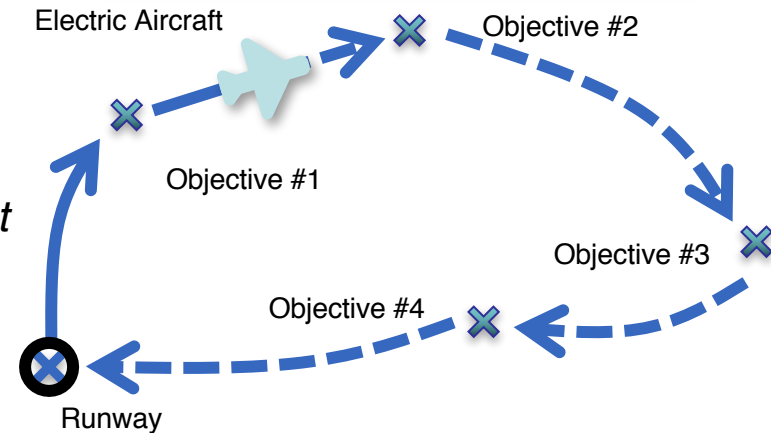 Electric Aircraft
Objective #2
Objective #1
t
Objective #3
Objective #4
Runway